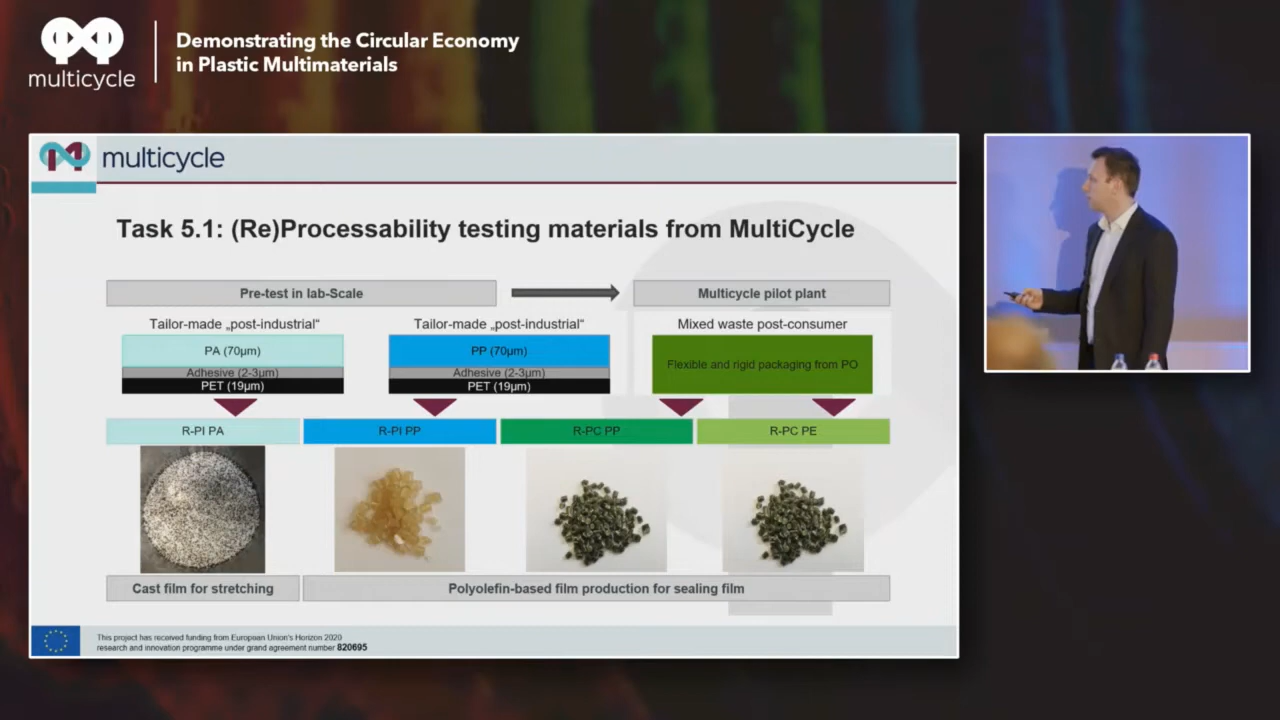 multicycle
Demonstrating the Circular Economy
in Plastic Multimaterials
multicycle
Task 5.1: (Re)Processability testing materials from MultiCycle
Pre-test in lab-Scale
Multicycle pilot plant
Tailor-made „post-industrial“
Tailor-made „post-industrial“
Mixed waste post-consumer
PA (70µm)
Adhesive (2-3µm)
PET (19µm)
PP (70µm)
Adhesive (2-3µm)
PET (19µm)
Flexible and rigid packaging from PO
R-PI PA
R-PI PP
R-PC PP
R-PC PE
Cast film for stretching
Polyolefin-based film production for sealing film
This project has received funding from European Union's Horizon 2020
research and innovation programme under grand agreement number 820695